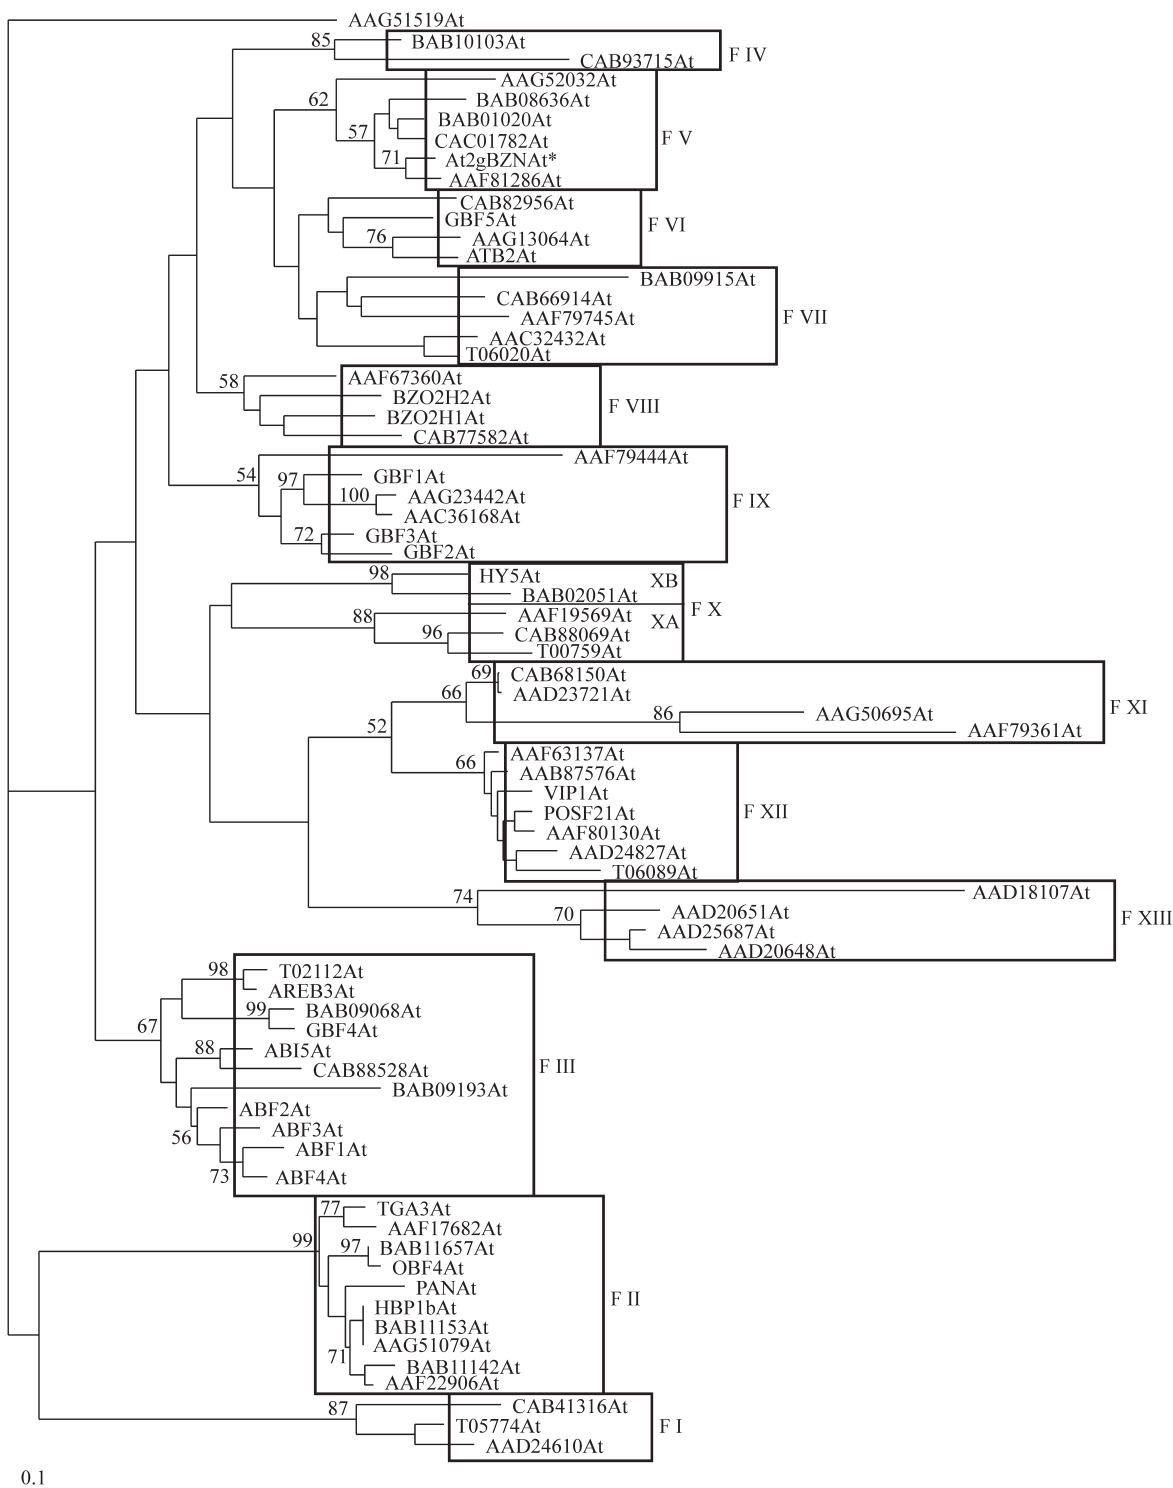 AAG51519At
85
BAB10103At
CAB93715At
F IV
AAG52032At
62
BAB08636At
BAB01020At
57
CAC01782At
F V
71
At2gBZNAt*
AAF81286At
CAB82956At
GBF5At
F VI
76
AAG13064At
ATB2At
BAB09915At
CAB66914At
AAF79745At
F VII
AAC32432At
T06020At
58
AAF67360At
BZO2H2At
F VIII
BZO2H1At
CAB77582At
AAF79444At
54
97
GBF1At
100
AAG23442At
F IX
AAC36168At
72
GBF3At
GBF2At
98
HY5At
XB
BAB02051At
F X
88
AAF19569At
XA
96
CAB88069At
T00759At
69
CAB68150At
66
AAD23721At
86
AAG50695At
F XI
52
AAF79361At
66
AAF63137At
AAB87576At
VIP1At
POSF21At
F XII
AAF80130At
AAD24827At
T06089At
74
AAD18107At
70
AAD20651At
F XIII
AAD25687At
AAD20648At
98
T02112At
AREB3At
99
BAB09068At
67
GBF4At
88
ABI5At
F III
CAB88528At
BAB09193At
ABF2At
56
ABF3At
ABF1At
73
ABF4At
77
TGA3At
AAF17682At
99
97
BAB11657At
OBF4At
PANAt
F II
HBP1bAt
BAB11153At
AAG51079At
71
BAB11142At
AAF22906At
87
CAB41316At
T05774At
F I
AAD24610At
0.1